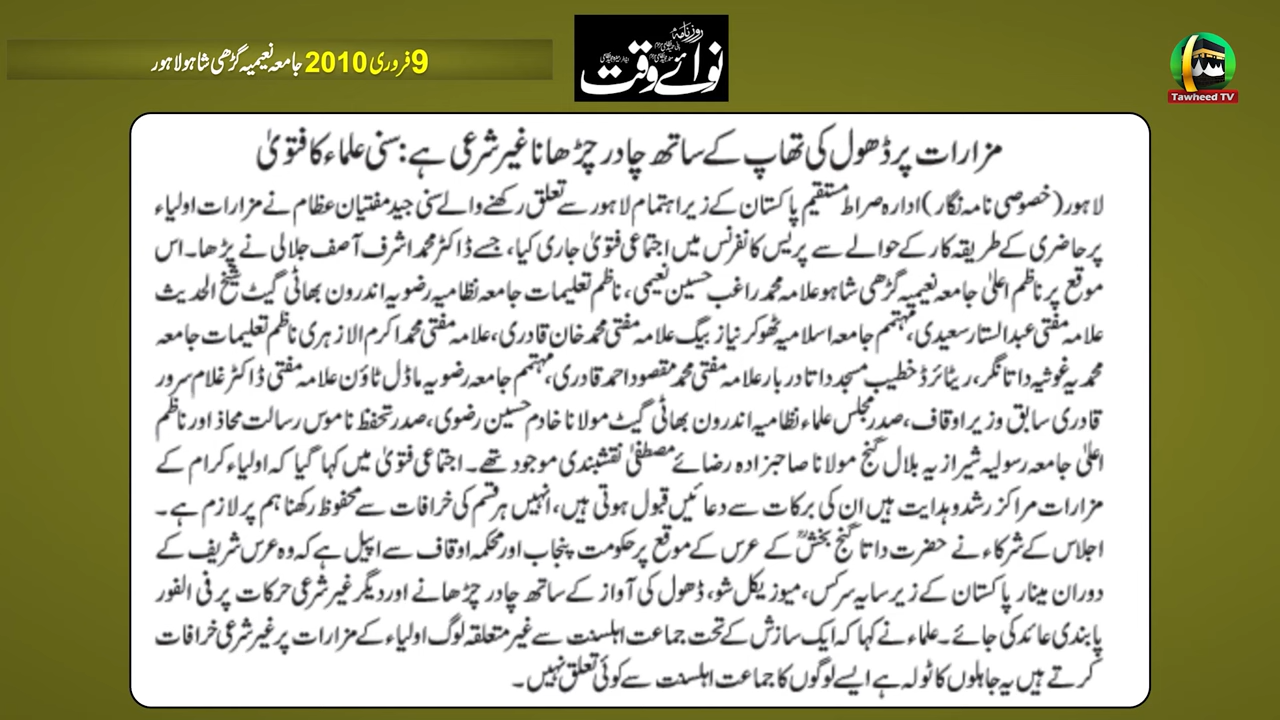 9 فروری 2010 جامعہ نعیمیہ گڑھی شاہو لاہور
روزنامہ
نوائے وقت
Tawheed TV
مزارات پر ڈھول کی تھاپ کے ساتھ چادر چڑھانا غیر شرعی ہے: سنی علماء کا فتویٰ
لاہور (خصوصی نامہ نگار) ادارہ صراط مستقیم پاکستان کے زیر اہتمام لاہور سے تعلق رکھنے والے سنی جید مفتیان عظام نے مزارات اولیاء
پر حاضری کے طریقہ کار کے حوالے سے پریس کانفرنس میں اجتماعی فتویٰ جاری کیا، جسے ڈاکٹر محمد اشرف آصف جلالی نے پڑھا۔ اس
موقع پر ناظم اعلیٰ جامعہ نعیمیہ گڑھی شاہو علامہ محمد راغب حسین نعیمی، ناظم تعلیمات جامعہ نظامیہ رضویہ اندرون بھاٹی گیٹ شیخ الحدیث
علامہ مفتی عبدالستار سعیدی، مہتمم جامعہ اسلامیہ ٹھوکر نیاز بیگ علامہ مفتی محمد خان قادری، علامہ مفتی محمد اکرم الازہری ناظم تعلیمات جامعہ
محمدیہ غوثیہ داتا نگر، ریٹائرڈ خطیب مسجد داتا دربار علامہ مفتی محمد مقصود احمد قادری، مہتمم جامعہ رضویہ ماڈل ٹاؤن علامہ مفتی ڈاکٹر غلام سرور
قادری سابق وزیر اوقاف، صدر مجلس علماء نظامیہ اندرون بھاٹی گیٹ مولانا خادم حسین رضوی، صدر تحفظ ناموس رسالت محاذ اور ناظم
اعلیٰ جامعہ رسولیہ شیرازیہ بلال گنج مولانا صاحبزادہ رضائے مصطفیٰ نقشبندی موجود تھے۔ اجتماعی فتویٰ میں کہا گیا کہ اولیاء کرام کے
مزارات مراکز رشد و ہدایت ہیں ان کی برکات سے دعائیں قبول ہوتی ہیں، انہیں ہر قسم کی خرافات سے محفوظ رکھنا ہم پر لازم ہے۔
اجلاس کے شرکاء نے حضرت داتا گنج بخشؒ کے عرس کے موقع پر حکومت پنجاب اور محکمہ اوقاف سے اپیل ہے کہ وہ عرس شریف کے
دوران مینار پاکستان کے زیر سایہ سرکس، میوزیکل شو، ڈھول کی آواز کے ساتھ چادر چڑھانے اور دیگر غیر شرعی حرکات پر فی الفور
پابندی عائد کی جائے۔ علماء نے کہا کہ ایک سازش کے تحت جماعت اہلسنت سے غیر متعلقہ لوگ اولیاء کے مزارات پر غیر شرعی خرافات
کرتے ہیں یہ جاہلوں کا ٹولہ ہے ایسے لوگوں کا جماعت اہلسنت سے کوئی تعلق نہیں۔